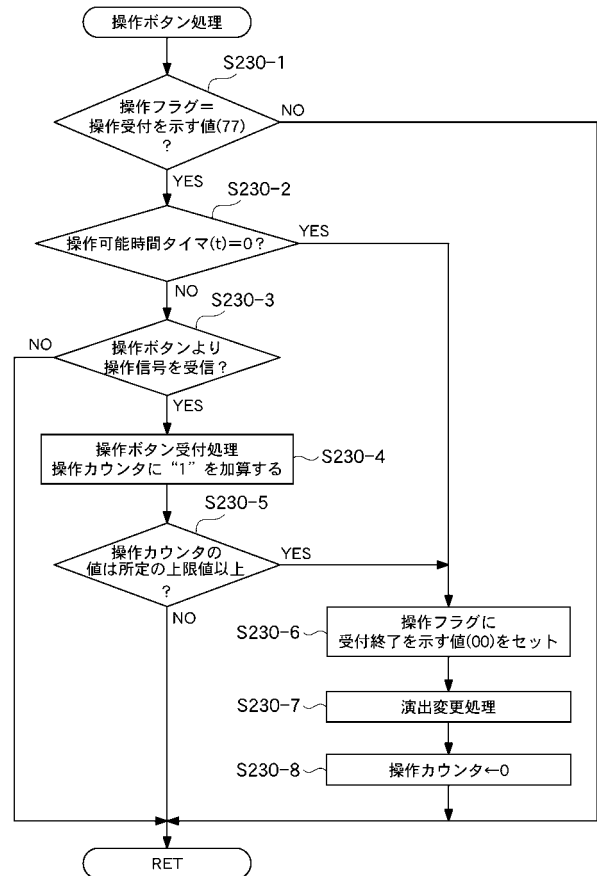 操作ボタン処理
S230-1
操作フラグ＝
操作受付を示す値(77)
?
NO
YES
S230-2
操作可能時間タイマ(t)=0?
YES
NO
S230-3
操作ボタンより
操作信号を受信?
NO
YES
操作ボタン受付処理
操作カウンタに “1” を加算する
S230-4
S230-5
操作カウンタの
値は所定の上限値以上
?
YES
NO
S230-6
操作フラグに
受付終了を示す値(00)をセット
S230-7
演出変更処理
S230-8
操作カウンタ←0
RET